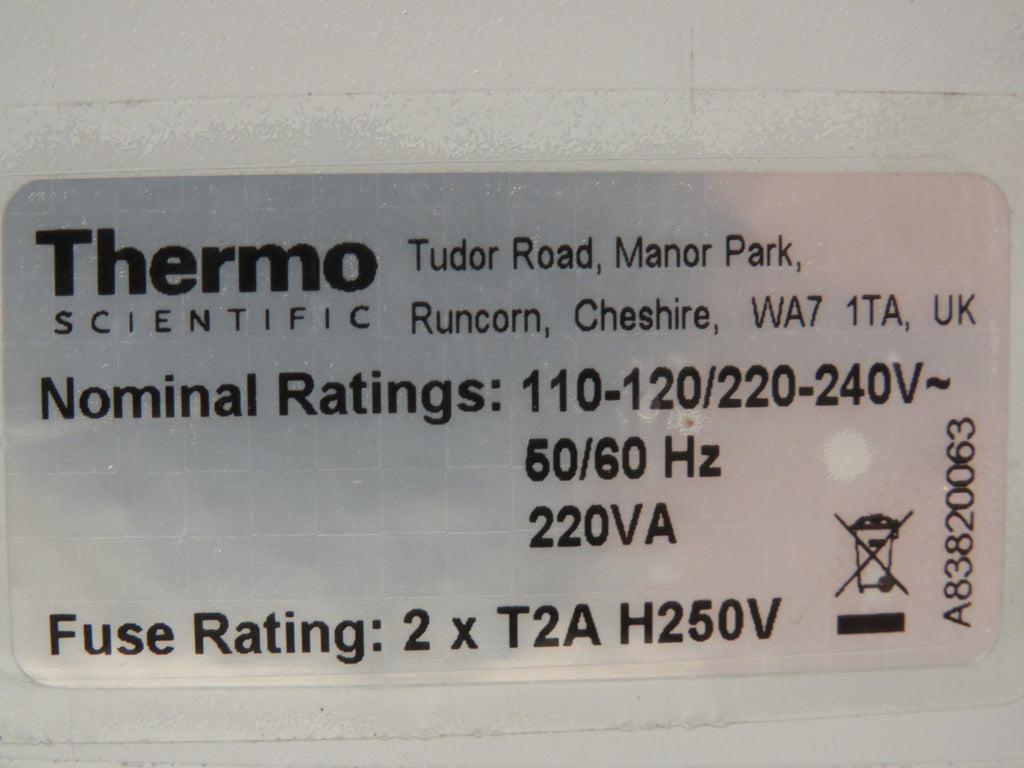 Thermo
SCIENTIFIC
Tudor Road, Manor Park,
Runcorn, Cheshire, WA7 1TA, UK
Nominal Ratings: 110-120/220-240V~
50/60 Hz
220VA
Fuse Rating: 2 x T2A H250V
A83820063